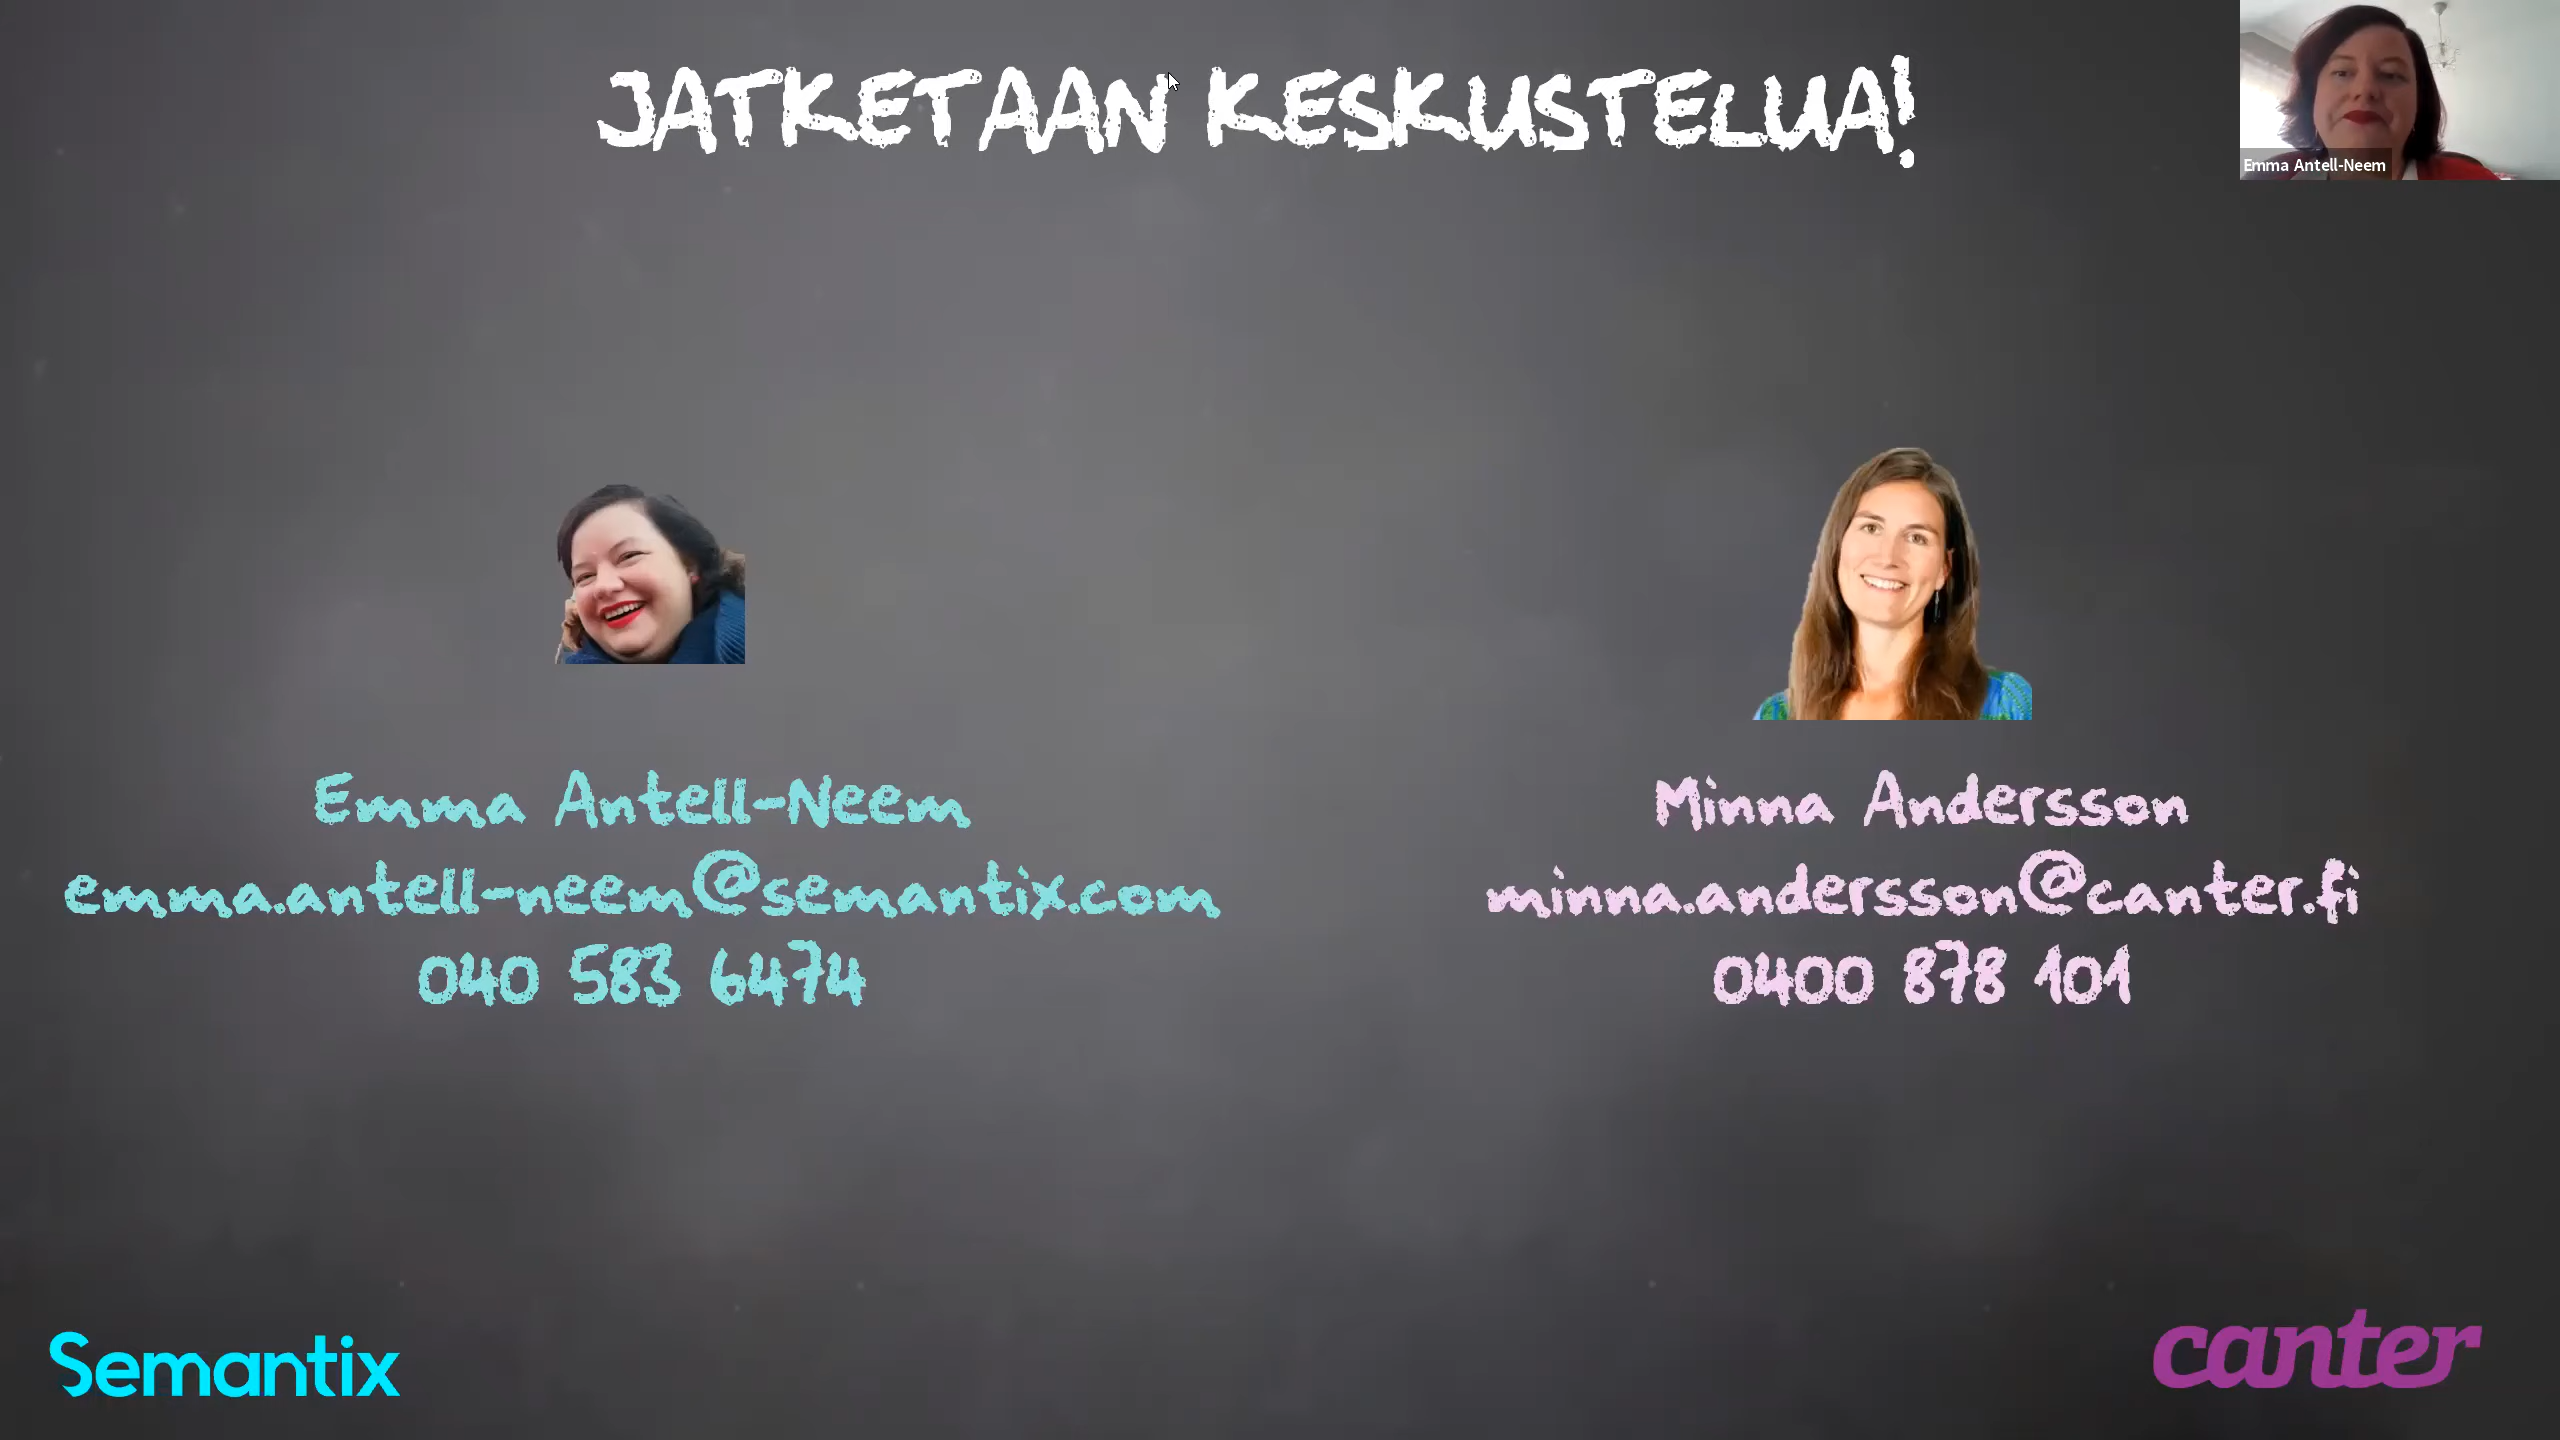 JATKETAAN KESKUSTELUA!
Emma Antell-Neem
Emma Antell-Neem
emma.antell-neem@semantix.com
040 583 6474
Minna Andersson
minna.andersson@canter.fi
0400 878 101
Semantix
canter